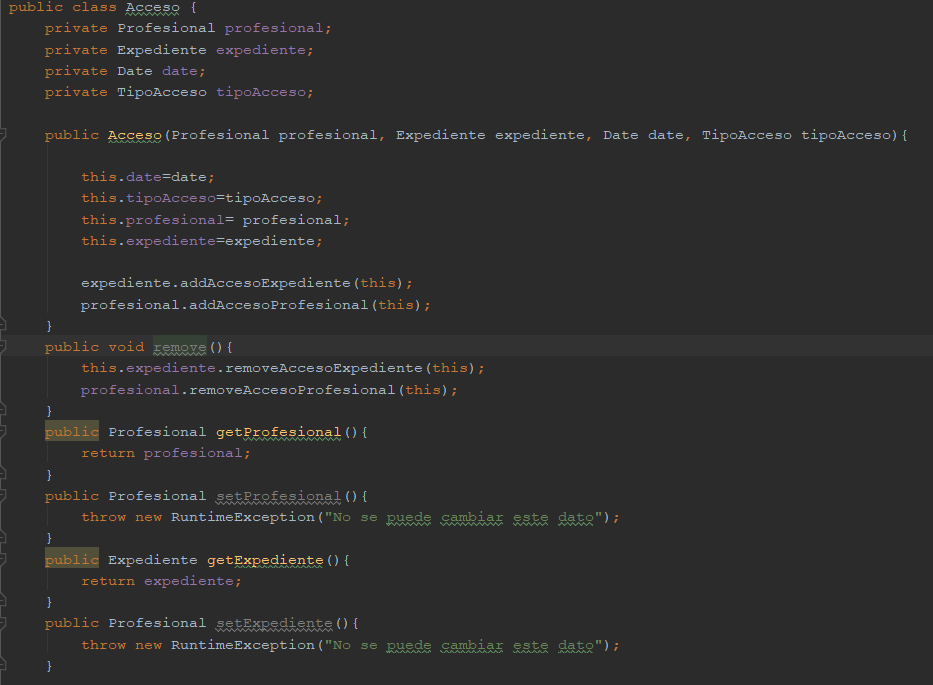 public class Acceso {
    private Profesional profesional;
    private Expediente expediente;
    private Date date;
    private TipoAcceso tipoAcceso;
    public Acceso(Profesional profesional, Expediente expediente, Date date, TipoAcceso tipoAcceso){
        this.date=date;
        this.tipoAcceso=tipoAcceso;
        this.profesional= profesional;
        this.expediente=expediente;
        expediente.addAccesoExpediente(this);
        profesional.addAccesoProfesional(this);
    }
    public void remove(){
        this.expediente.removeAccesoExpediente(this);
        profesional.removeAccesoProfesional(this);
    }
    public Profesional getProfesional(){
        return profesional;
    }
    public Profesional setProfesional(){
        throw new RuntimeException("No se puede cambiar este dato");
    }
    public Expediente getExpediente(){
        return expediente;
    }
    public Profesional setExpediente(){
        throw new RuntimeException("No se puede cambiar este dato");
    }